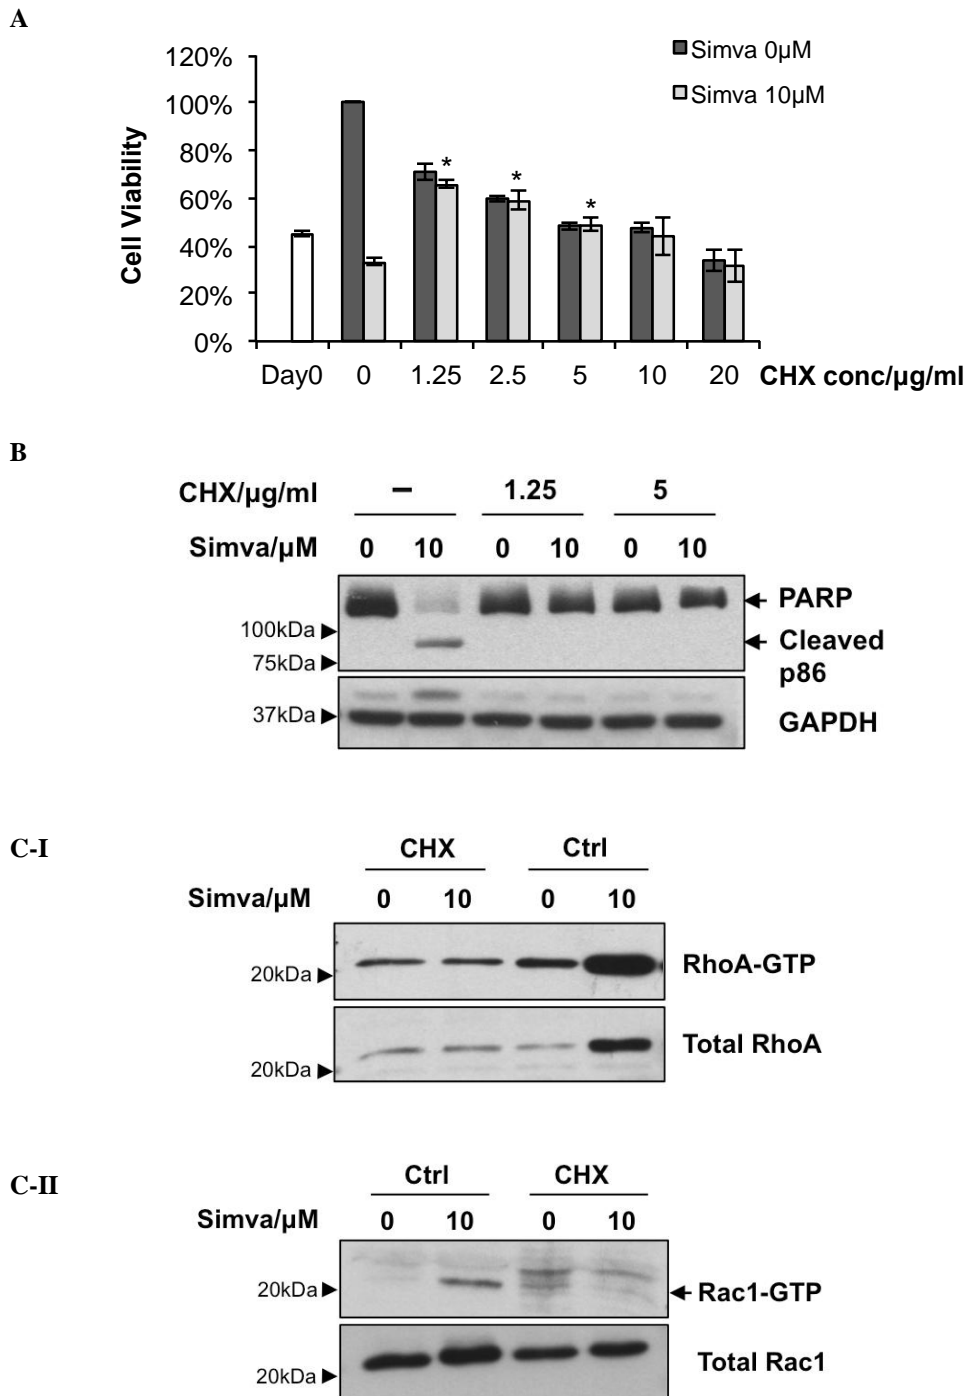 A
120%
100%
80%
60%
40%
20%
0%
Cell Viability
Simva 0µM
Simva 10µM
*
*
*
Day0 0 1.25 2.5 5 10 20 CHX conc/µg/ml
B
CHX/µg/ml – 1.25 5
Simva/µM 0 10 0 10 0 10
PARP
100kDa
Cleaved
p86
75kDa
37kDa
GAPDH
C-I
CHX Ctrl
Simva/µM 0 10 0 10
RhoA-GTP
20kDa
Total RhoA
20kDa
C-II
Ctrl CHX
Simva/µM 0 10 0 10
20kDa
Rac1-GTP
Total Rac1
20kDa